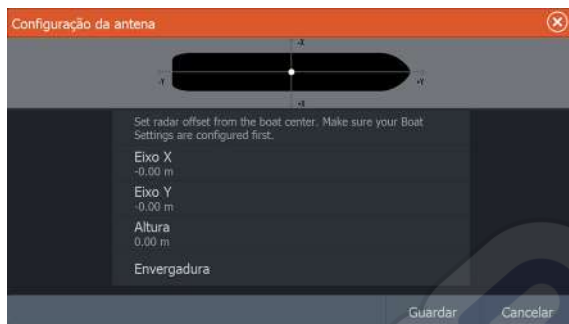 Configuração da antena
-X
-Y
-Y
+X
Set radar offset from the boat center. Make sure your Boat
Settings are configured first.
Eixo X
-0.00 m
Eixo Y
-0.00 m
Altura
0.00 m
Envergadura
Guardar Cancelar